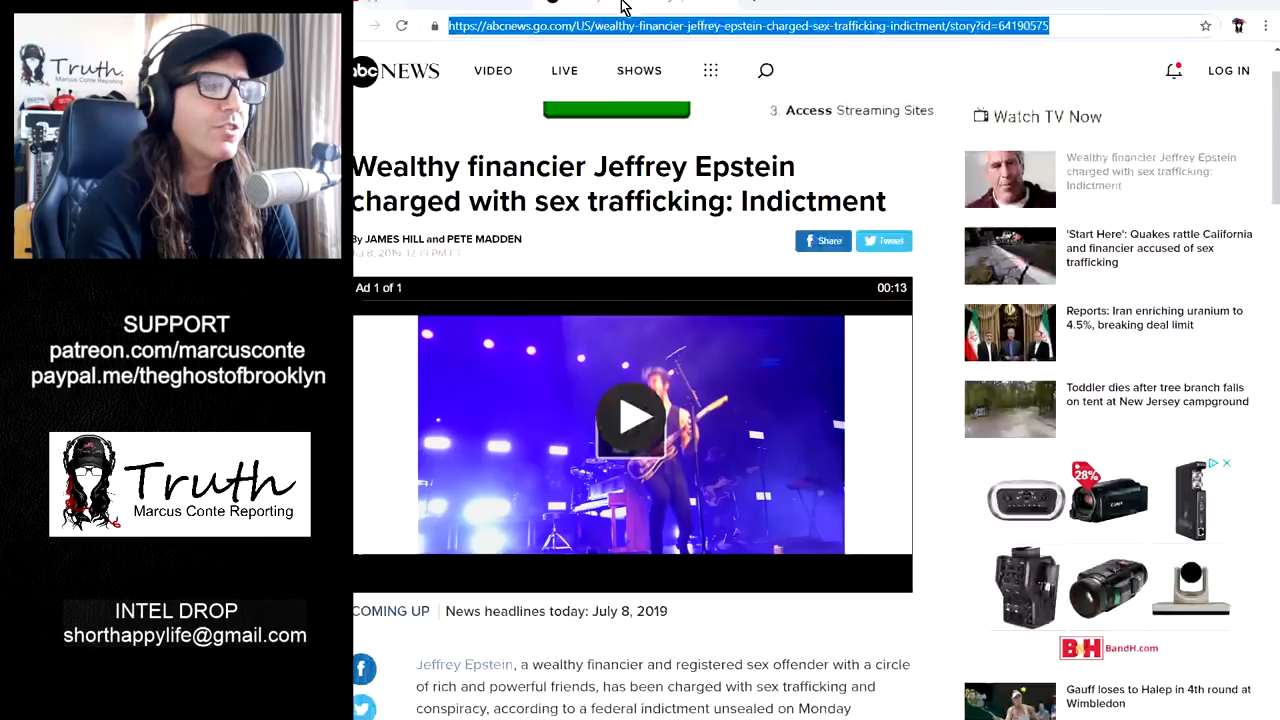 Truth.
MARCUS CONTE REPORTING
SUPPORT
patreon.com/marcusconte
paypal.me/theghostofbrooklyn
Truth
Marcus Conte Reporting
INTEL DROP
shorthappylife@gmail.com
https://abcnews.go.com/US/wealthy-financier-jeffrey-epstein-charged-sex-trafficking-indictment/story?id=64190575
abc NEWS
VIDEO
LIVE
SHOWS
LOG IN
3. Access Streaming Sites
Wealthy financier Jeffrey Epstein
charged with sex trafficking: Indictment
By JAMES HILL and PETE MADDEN
Share
Tweet
Ad 1 of 1
00:13
COMING UP
News headlines today: July 8, 2019
Jeffrey Epstein, a wealthy financier and registered sex offender with a circle
of rich and powerful friends, has been charged with sex trafficking and
conspiracy, according to a federal indictment unsealed on Monday
Watch TV Now
Wealthy financier Jeffrey Epstein
charged with sex trafficking:
Indictment
'Start Here': Quakes rattle California
and financier accused of sex
trafficking
Reports: Iran enriching uranium to
4.5%, breaking deal limit
Toddler dies after tree branch falls
on tent at New Jersey campground
28%
B&H
BandH.com
Gauff loses to Halep in 4th round at
Wimbledon